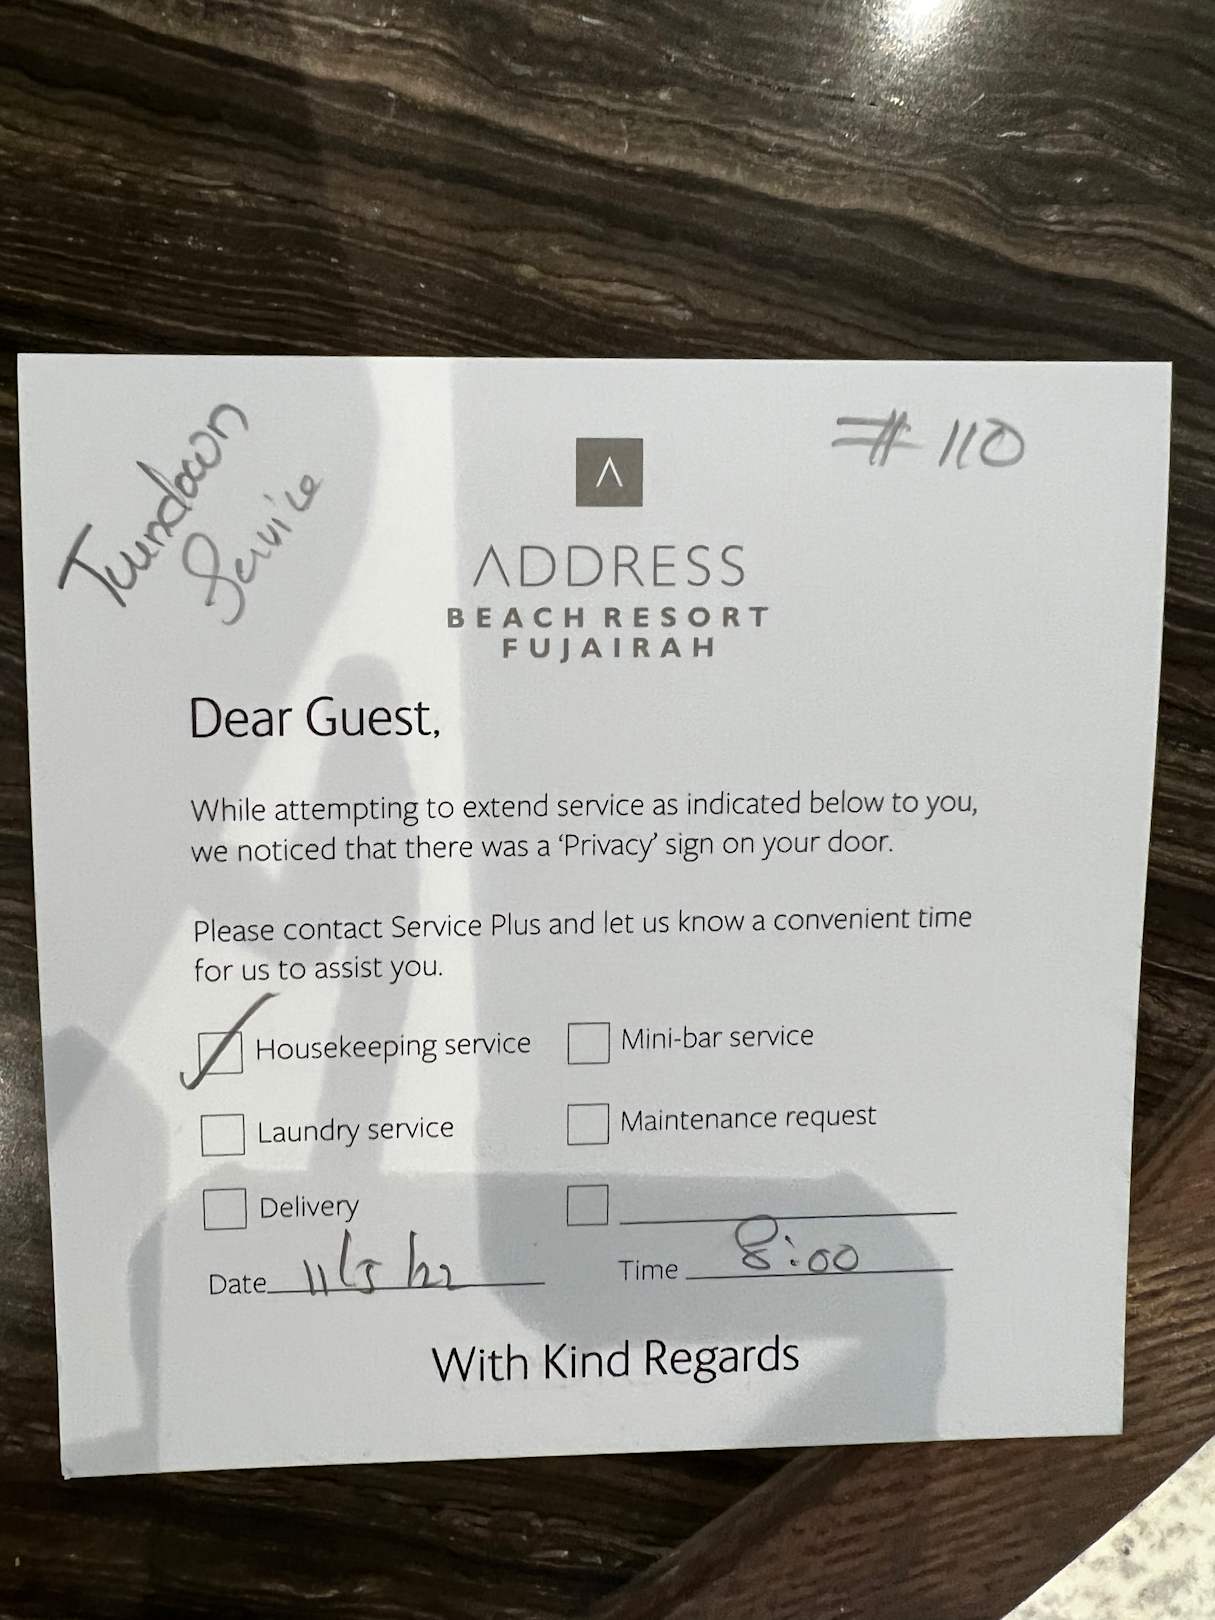 Turndown
Service
# 110
ADDRESS
BEACH RESORT
FUJAIRAH
Dear Guest,
While attempting to extend service as indicated below to you,
we noticed that there was a ‘Privacy’ sign on your door.
Please contact Service Plus and let us know a convenient time
for us to assist you.
Housekeeping service
Mini-bar service
Laundry service
Maintenance request
Delivery
Date 11/5/22
Time 8:00
With Kind Regards